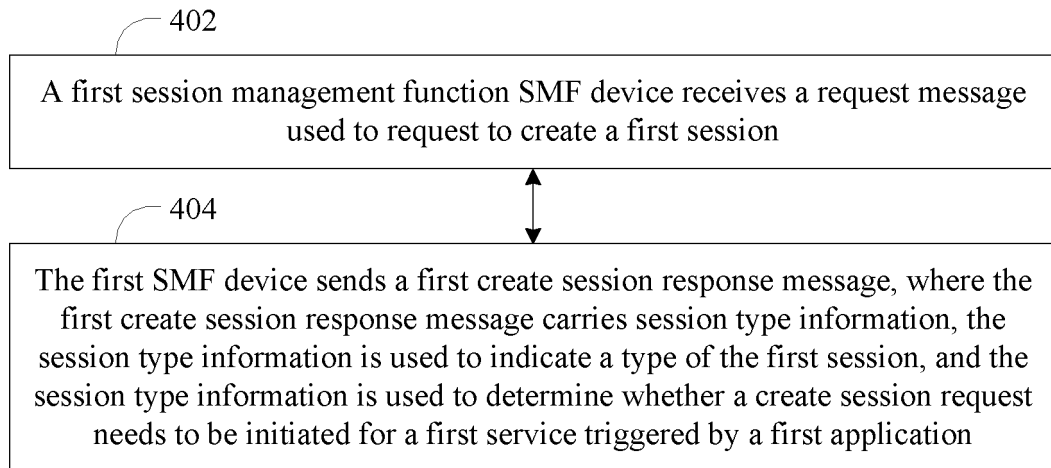 402
A first session management function SMF device receives a request message
used to request to create a first session
404
The first SMF device sends a first create session response message, where the
first create session response message carries session type information, the
session type information is used to indicate a type of the first session, and the
session type information is used to determine whether a create session request
needs to be initiated for a first service triggered by a first application